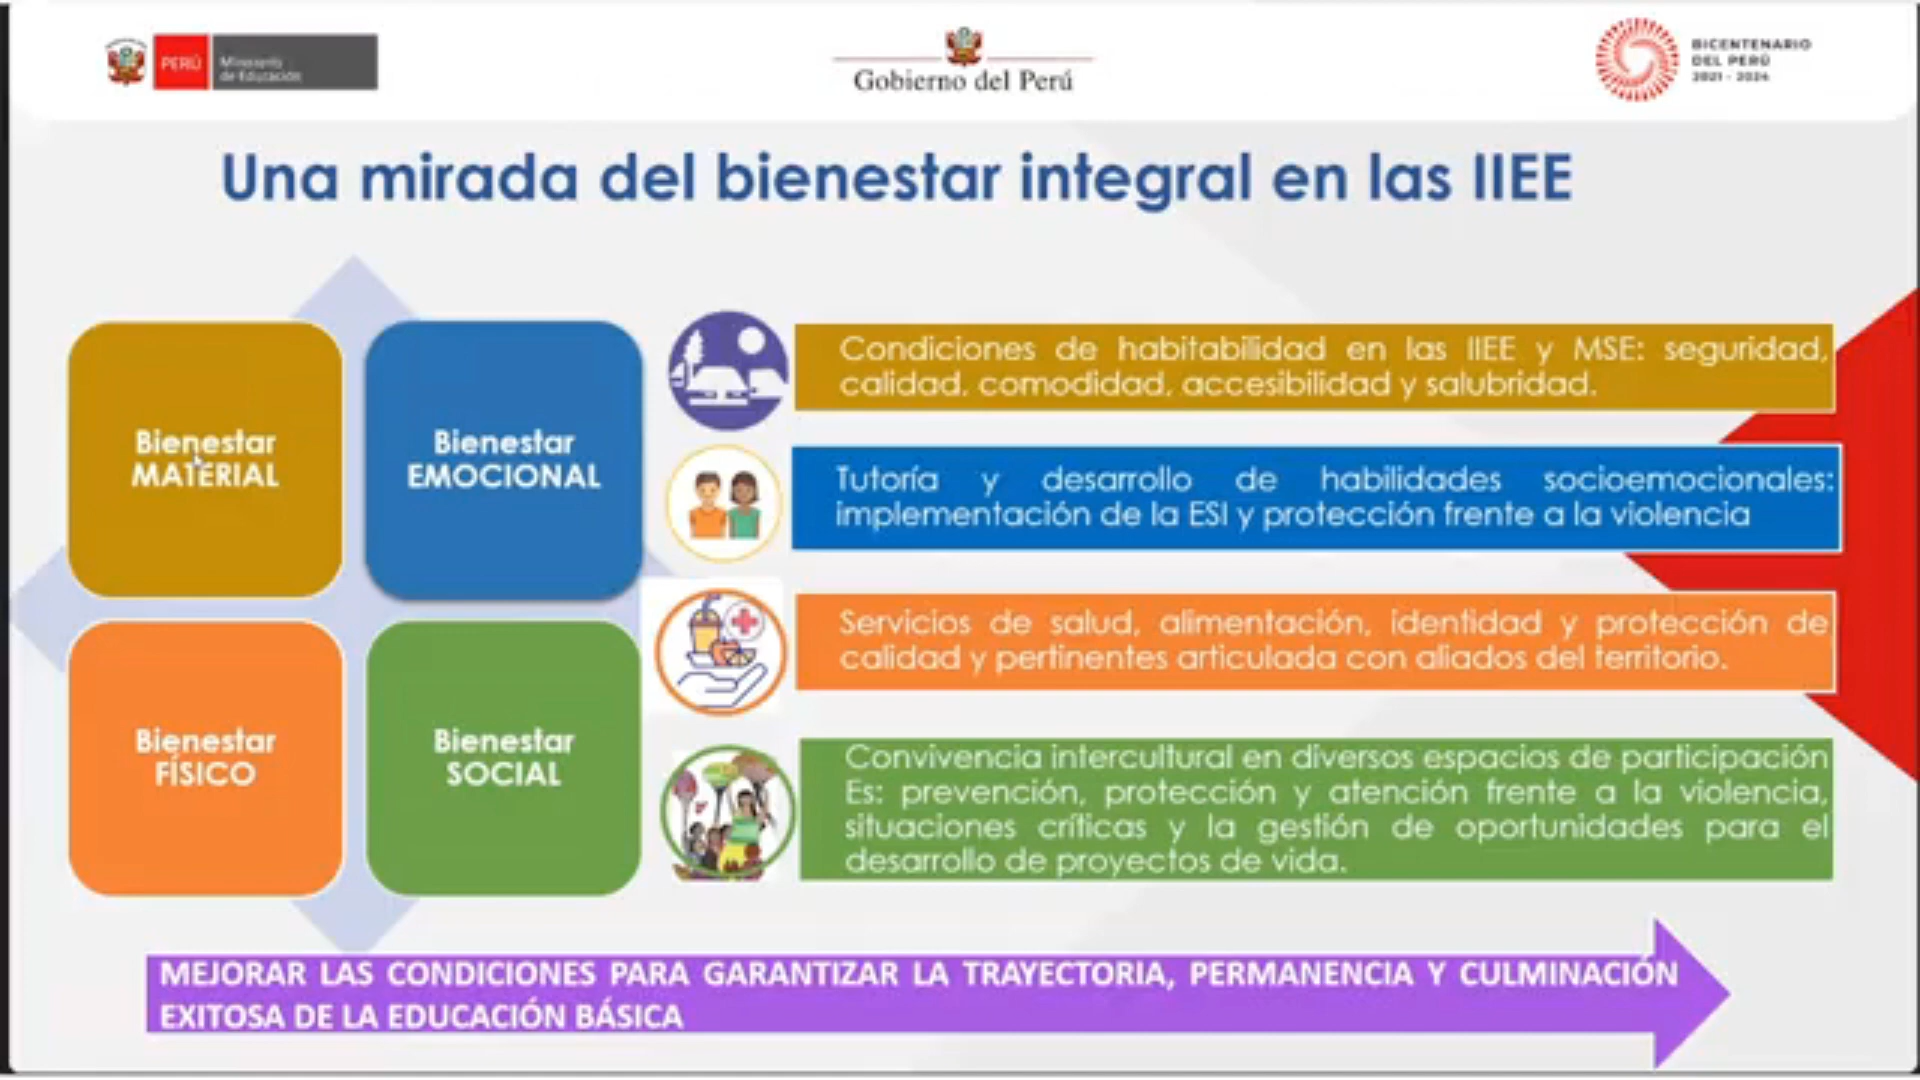 PERÚ
Ministerio
de Educación
Gobierno del Perú
BICENTENARIO
DEL PERÚ
2021 - 2024
Una mirada del bienestar integral en las IIEE
Bienestar
MATERIAL
Bienestar
EMOCIONAL
Bienestar
FÍSICO
Bienestar
SOCIAL
Condiciones de habitabilidad en las IIEE y MSE: seguridad,
calidad, comodidad, accesibilidad y salubridad.
Tutoría y desarrollo de habilidades socioemocionales:
implementación de la ESI y protección frente a la violencia
Servicios de salud, alimentación, identidad y protección de
calidad y pertinentes articulada con aliados del territorio.
Convivencia intercultural en diversos espacios de participación
Es: prevención, protección y atención frente a la violencia,
situaciones críticas y la gestión de oportunidades para el
desarrollo de proyectos de vida.
MEJORAR LAS CONDICIONES PARA GARANTIZAR LA TRAYECTORIA, PERMANENCIA Y CULMINACIÓN
EXITOSA DE LA EDUCACIÓN BÁSICA